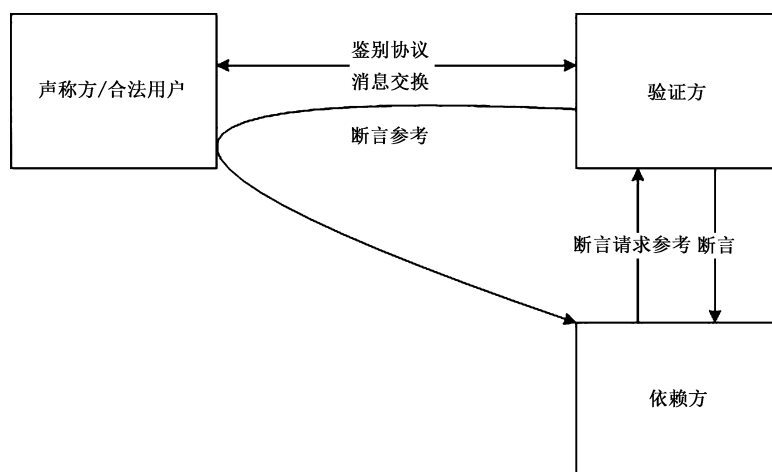 鉴别协议
消息交换
声称方/合法用户
验证方
断言参考
断言请求参考
断言
依赖方